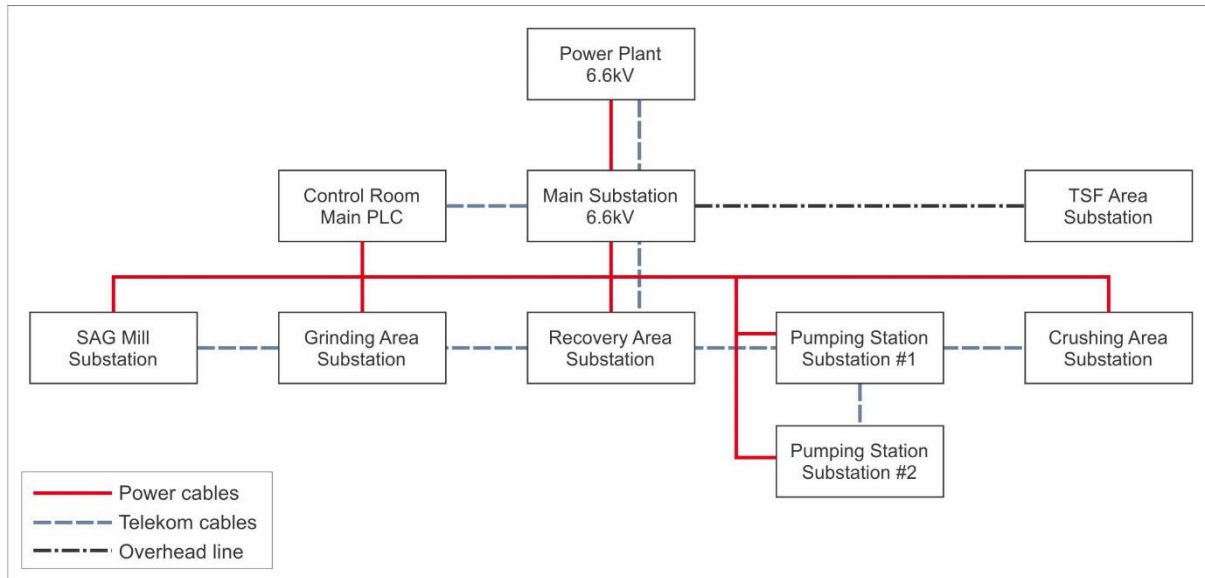 Power Plant
6.6kV
Control Room
Main PLC
Main Substation
6.6kV
TSF Area
Substation
SAG Mill
Substation
Grinding Area
Substation
Recovery Area
Substation
Pumping Station
Substation #1
Crushing Area
Substation
Pumping Station
Substation #2
Power cables
Telekom cables
Overhead line